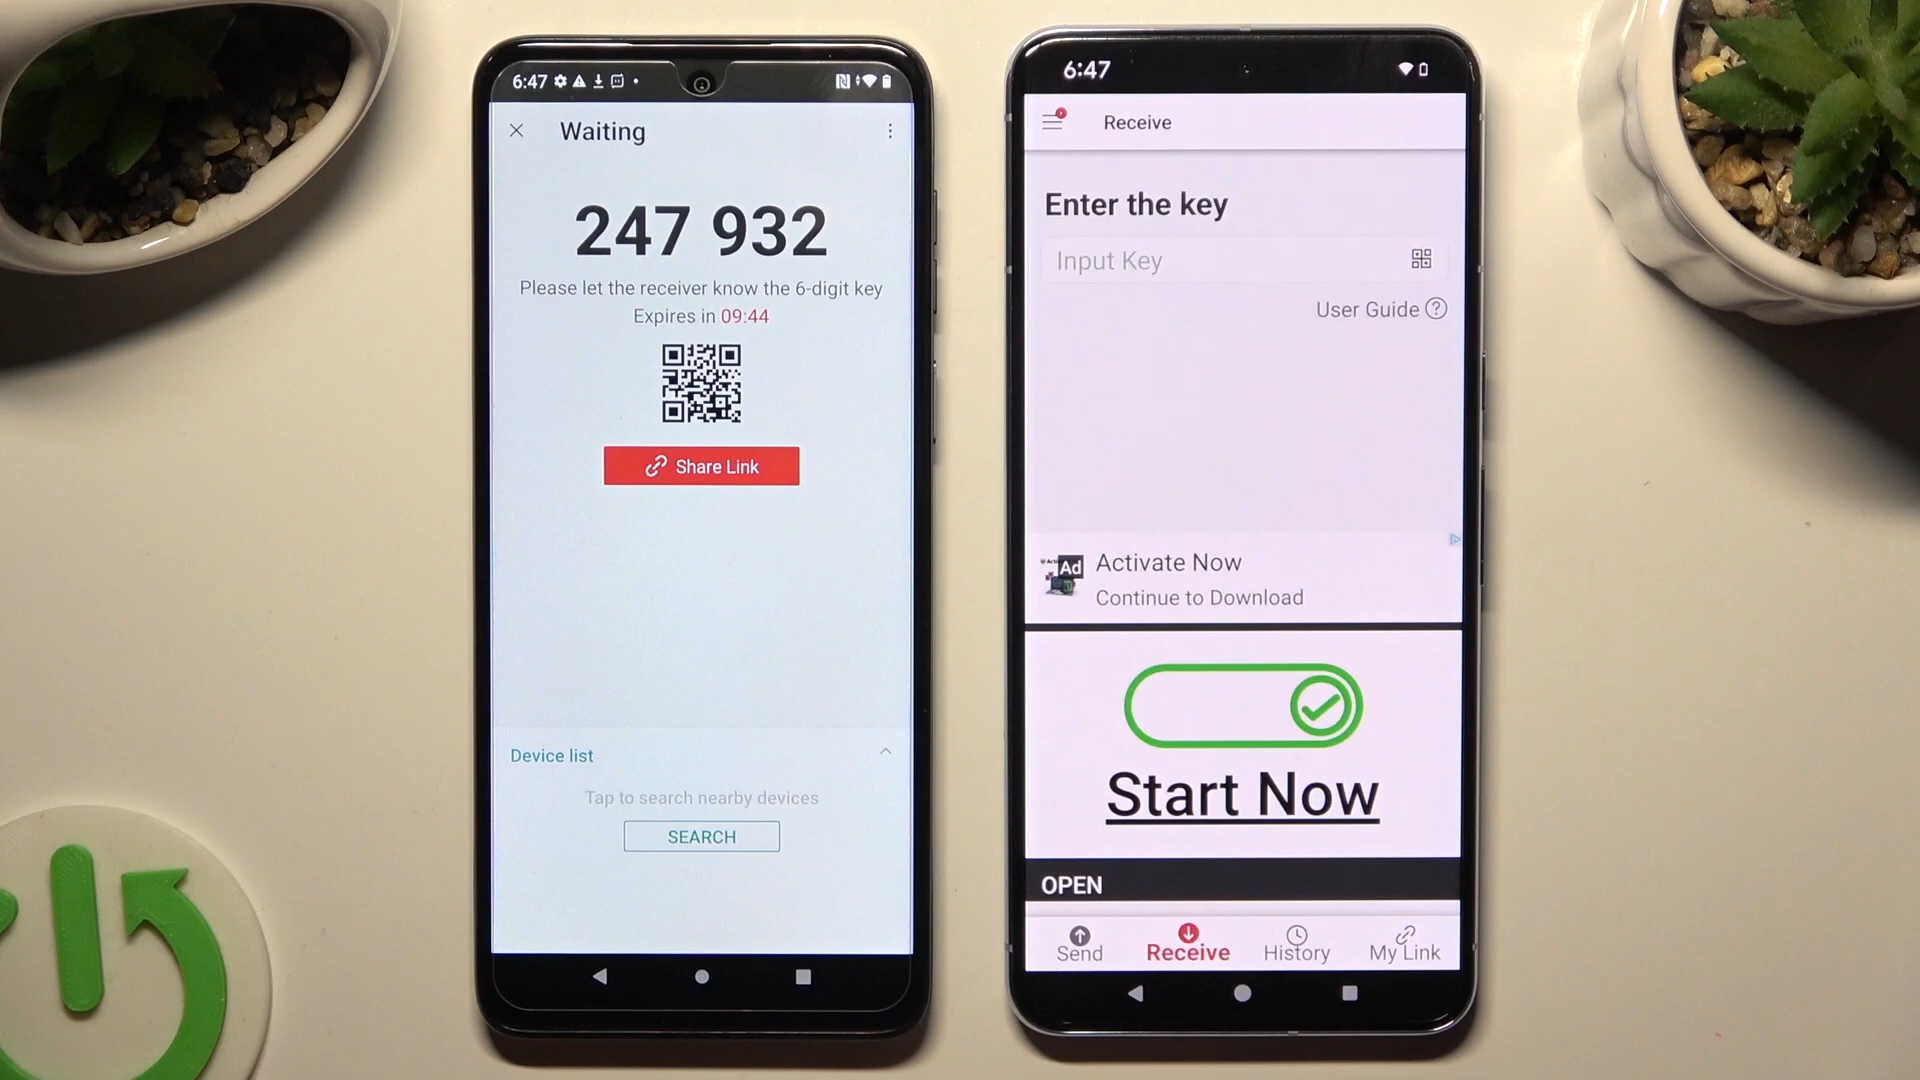 6:47
Waiting
247 932
Please let the receiver know the 6-digit key
Expires in 09:44
Share Link
Device list
Tap to search nearby devices
SEARCH
6:47
Receive
Enter the key
Input Key
User Guide ?
Ad
Activate Now
Continue to Download
Start Now
OPEN
Send
Receive
History
My Link